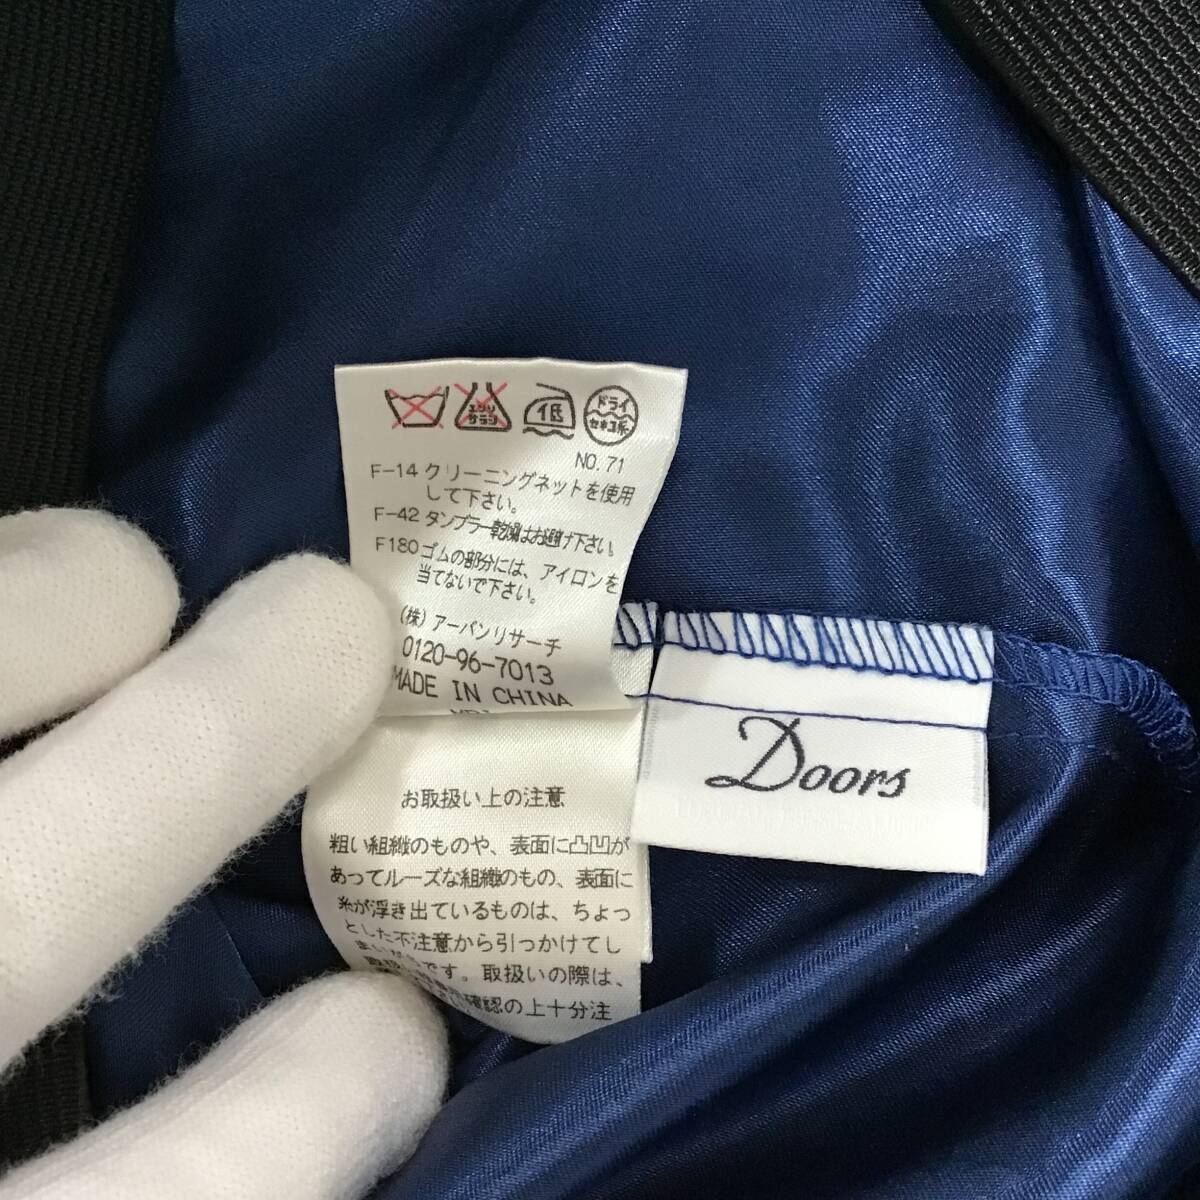 エンソ
サラシ
低
ドライ
セキユ系
NO.71
F-14 クリーニングネットを使用
して下さい。
F-42 タンブラー乾燥はお避け下さい。
F180 ゴムの部分には、アイロンを
当てないで下さい。
(株) アーバンリサーチ
0120-96-7013
MADE IN CHINA
Doors
お取扱い上の注意
粗い組織のものや、表面に凸凹が
あってルーズな組織のもの、表面に
糸が浮き出ているものは、ちょっ
とした不注意から引っかけてし
です。取扱いの際は、
確認の上十分注